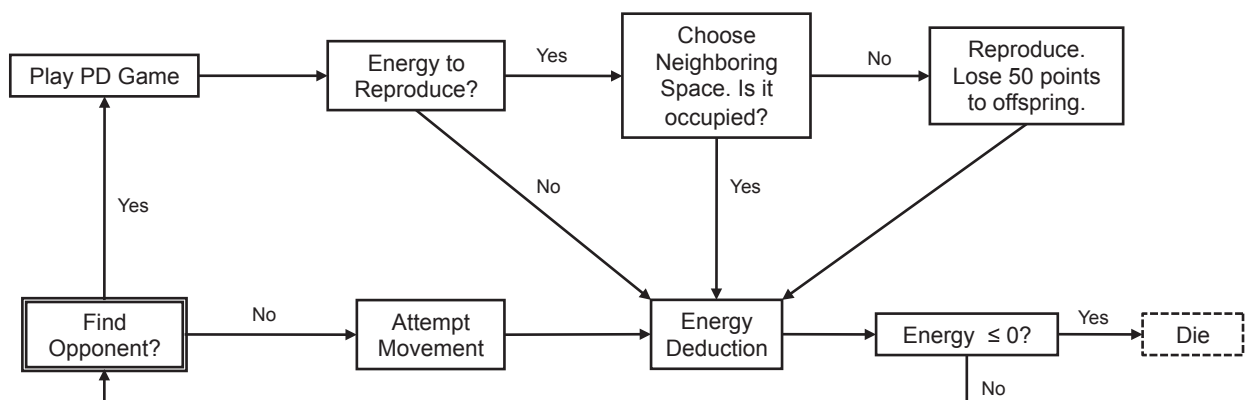 Play PD Game
Energy to
Reproduce?
Yes
Choose
Neighboring
Space. Is it
occupied?
No
Reproduce.
Lose 50 points
to offspring.
Yes
No
Yes
Find
Opponent?
No
Attempt
Movement
Energy
Deduction
Energy ≤ 0?
Yes
Die
No